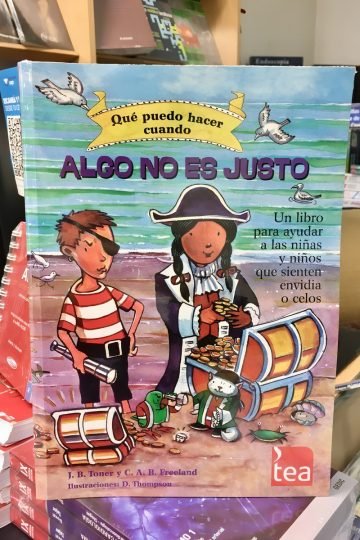 Endoscopia
Qué puedo hacer
cuando
ALGO NO ES JUSTO
Un libro
para ayudar
a las niñas
y niños
que sienten
envidia
o celos
J. B. Toner y C. A. B. Freeland
Ilustraciones: D. Thompson
tea